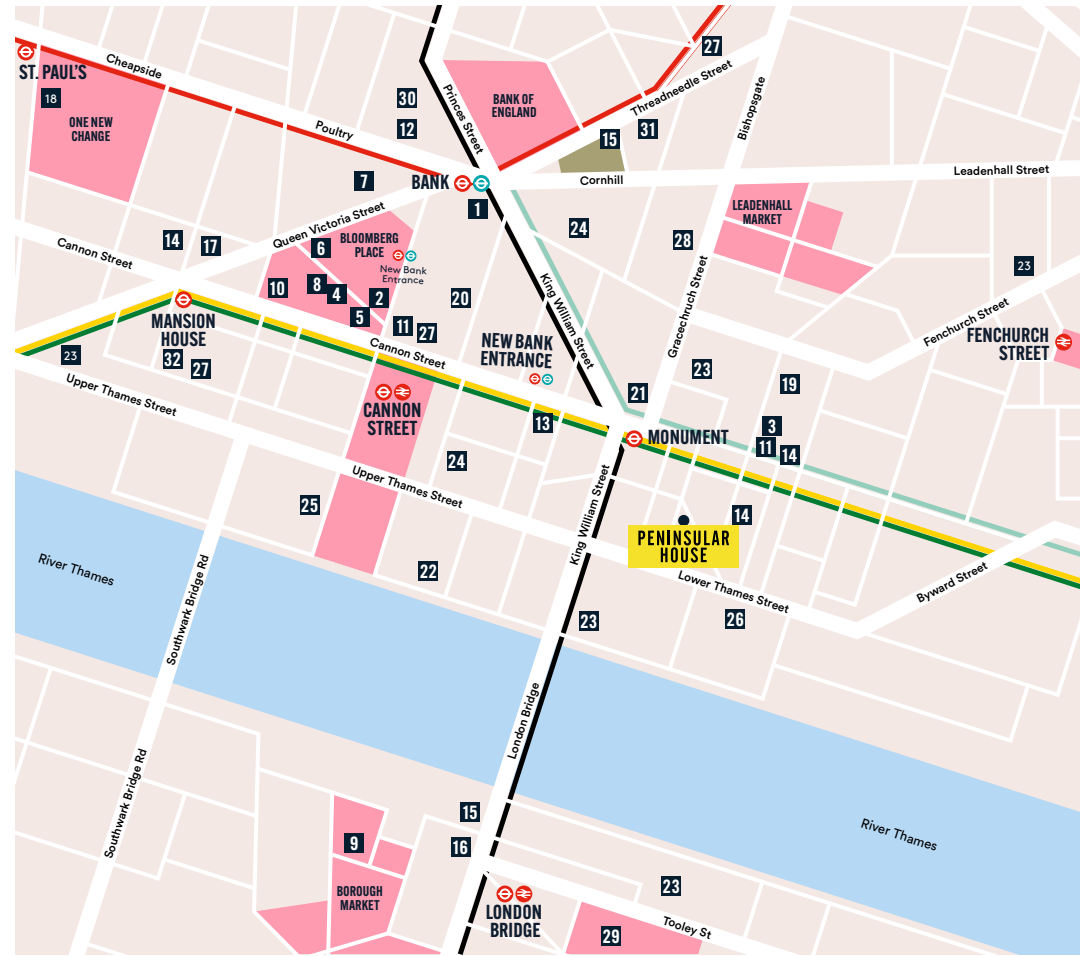 27
Cheapside
ST. PAUL'S
18
ONE NEW
CHANGE
30
12
Poultry
Princes Street
BANK OF
ENGLAND
Threadneedle Street
15
31
Bishopsgate
7
BANK
Cornhill
Leadenhall Street
1
Queen Victoria Street
LEADENHALL
MARKET
24
28
14
17
Cannon Street
6
BLOOMBERG
PLACE
New Bank
Entrance
10
8
4
2
5
20
11
27
King William Street
Gracechruch Street
23
Fenchurch Street
FENCHURCH
STREET
MANSION
HOUSE
23
32
27
Cannon Street
NEW BANK
ENTRANCE
Upper Thames Street
CANNON
STREET
13
21
23
19
MONUMENT
3
11
14
24
Upper Thames Street
25
King William Street
14
PENINSULAR
HOUSE
22
Lower Thames Street
Byward Street
River Thames
Southwark Bridge Rd
23
26
London Bridge
Southwark Bridge Rd
15
9
16
River Thames
BOROUGH
MARKET
LONDON
BRIDGE
23
Tooley St
29